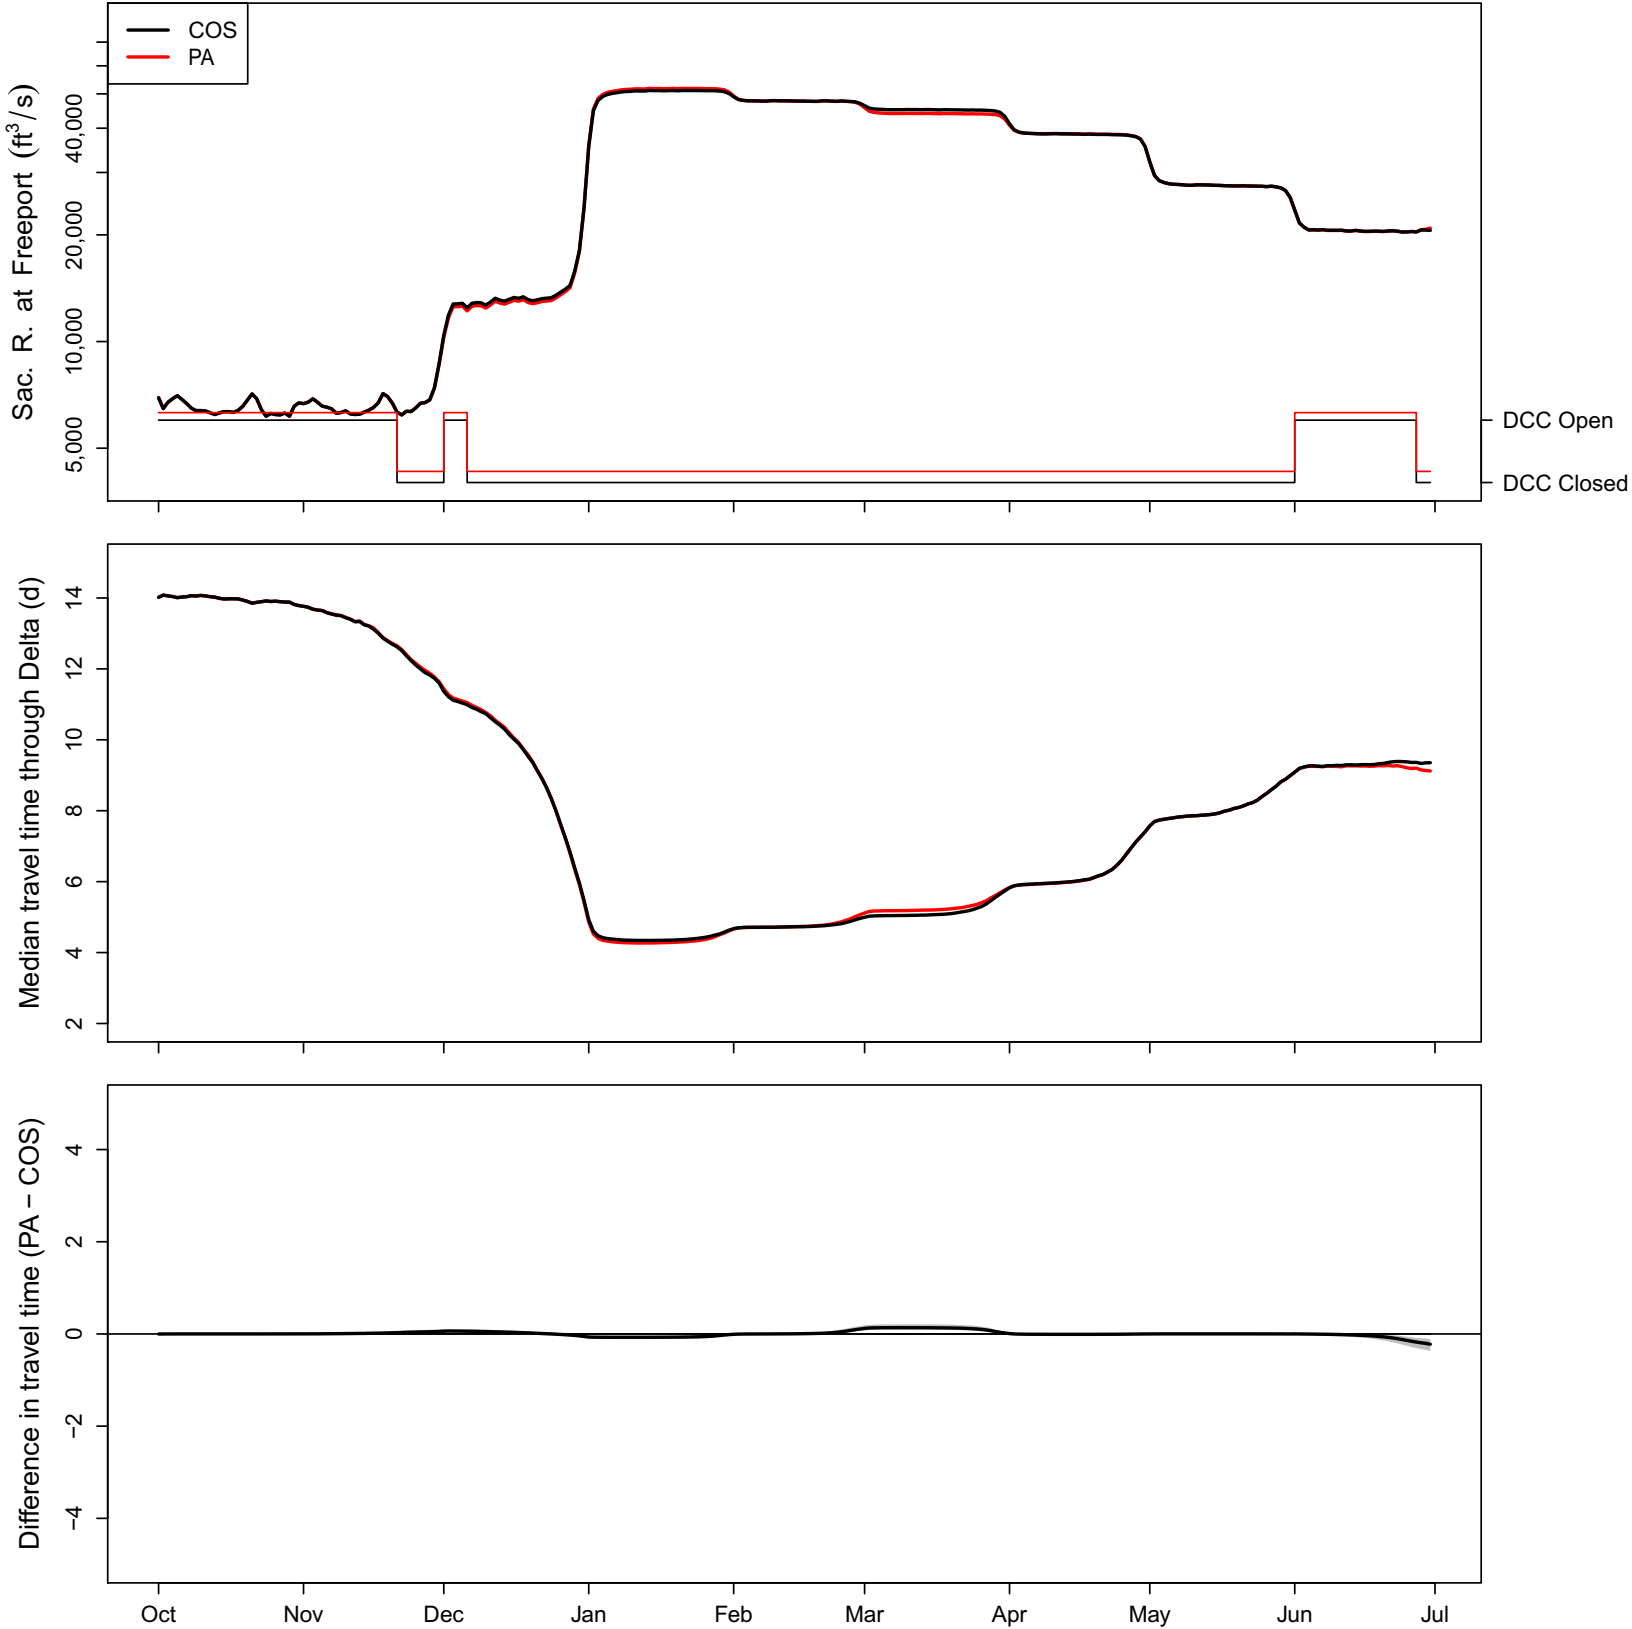 COS
PA
Sac. R. at Freeport (ft³/s)
40,000
20,000
10,000
5,000
DCC Open
DCC Closed
Median travel time through Delta (d)
14
12
10
8
6
4
2
Difference in travel time (PA − COS)
4
2
0
−2
−4
Oct Nov Dec Jan Feb Mar Apr May Jun Jul